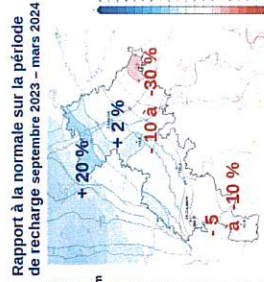 Rapport à la normale sur la période
de recharge septembre 2023 – mars 2024
+ 20 %
+ 2 %
- 10 à -30 %
- 5
à -10 %